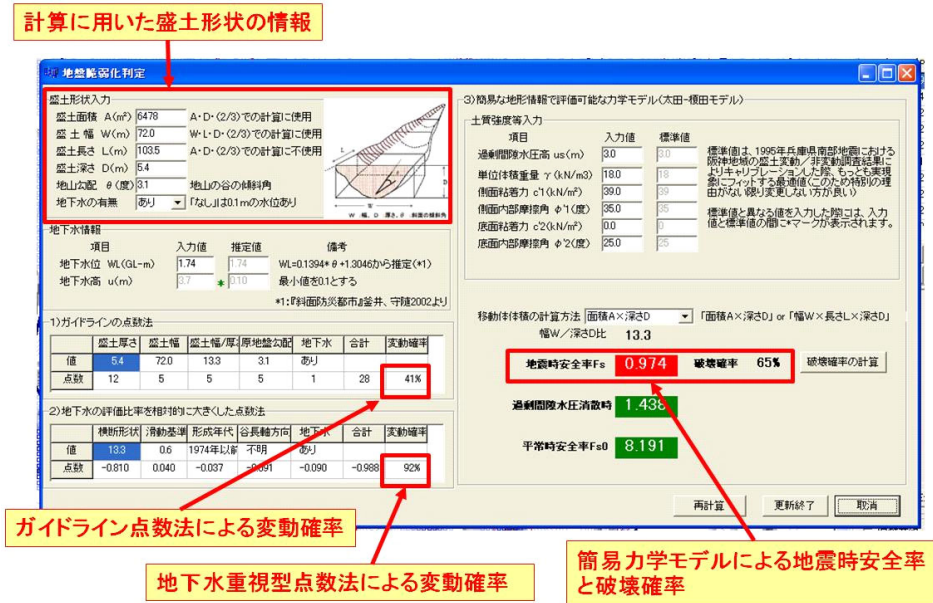 計算に用いた盛土形状の情報
地盤脆弱化判定
盛土形状入力
盛土面積 A(m²) 6478 A・D・(2/3)での計算に使用
盛土幅 W(m) 72.0 W・L・D・(2/3)での計算に使用
盛土長さ L(m) 103.5 A・D・(2/3)での計算に不使用
盛土深さ D(m) 5.4
地山勾配 θ(度) 3.1 地山の谷の傾斜角
地下水の有無 あり 「なし」は0.1mの水位あり
地下水情報
項目 入力値 推定値 備考
地下水位 WL(GL-m) 1.74 1.74 WL=0.1394*θ+1.3046から推定(*1)
地下水高 u(m) 3.7 * 0.10 最小値を0.1とする
*1:『斜面防災都市』釜井、守随2002より
1)ガイドラインの点数法
盛土厚さ 盛土幅 盛土幅/厚 原地盤勾配 地下水 合計 変動確率
値 5.4 72.0 13.3 3.1 あり
点数 12 5 5 5 1 28 41%
2)地下水の評価比率を相対的に大きくした点数法
横断形状 滑動基準 形成年代 谷長軸方向 地下水 合計 変動確率
値 13.3 0.6 1974年以前 不明 あり
点数 -0.810 0.040 -0.037 -0.090 -0.988 92%
3)簡易な地形情報で評価可能な力学モデル(太田-榎田モデル)
土質強度等入力
項目 入力値 標準値
過剰間隙水圧高 us(m) 3.0 3.0
単位体積重量 γ(kN/m3) 18.0 18
側面粘着力 c'1(kN/m²) 39.0 39
側面内部摩擦角 φ'1(度) 35.0 35
底面粘着力 c'2(kN/m²) 0.0 0
底面内部摩擦角 φ'2(度) 25.0 25
標準値は、1995年兵庫県南部地震における
阪神地域の盛土変動/非変動調査結果に
よりキャリブレーションした際、もっとも実現
象にフィットする最適値(このため特別の理
由がない限り変更しない方が良い)
標準値と異なる値を入力した際には、入力
値と標準値の間に*マークが表示されます。
移動体体積の計算方法 面積A×深さD 「面積A×深さD」 or 「幅W×長さL×深さD」
幅W/深さD比 13.3
地震時安全率Fs 0.974 破壊確率 65% 破壊確率の計算
過剰間隙水圧消散時 1.438
平常時安全率Fs0 8.191
再計算 更新終了 取消
ガイドライン点数法による変動確率
地下水重視型点数法による変動確率
簡易力学モデルによる地震時安全率
と破壊確率